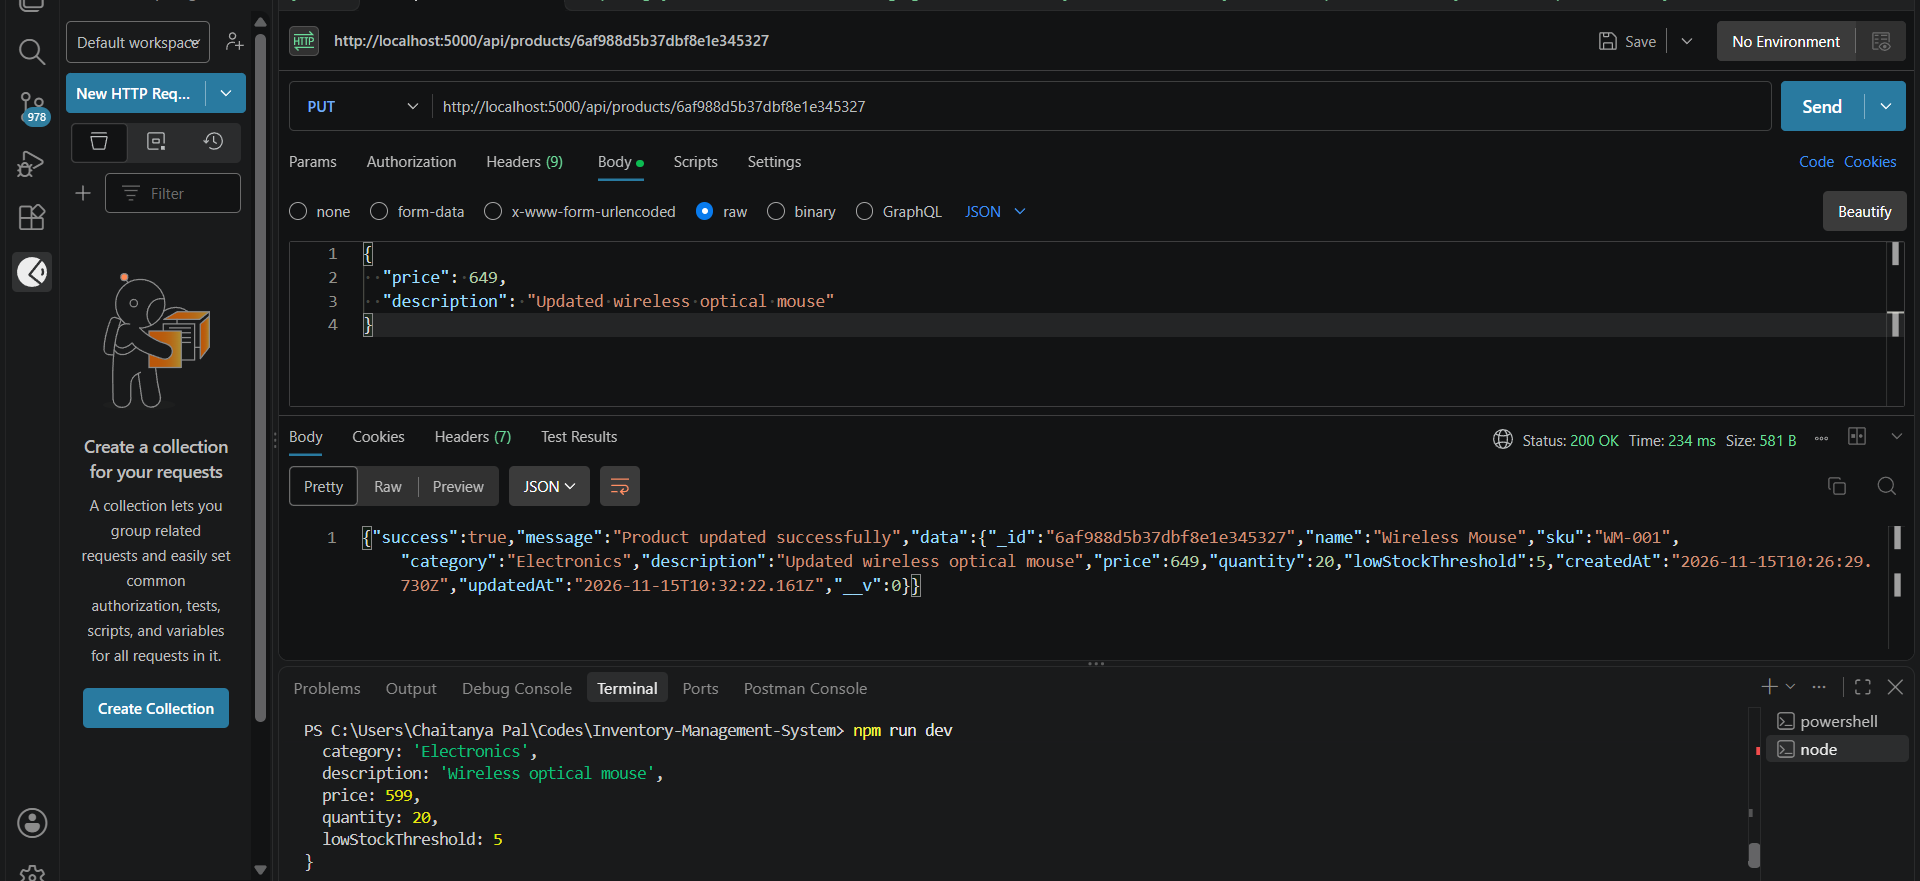 Default workspace
New HTTP Req...
978
Filter
Create a collection
for your requests
A collection lets you
group related
requests and easily set
common
authorization, tests,
scripts, and variables
for all requests in it.
Create Collection
HTTP http://localhost:5000/api/products/6af988d5b37dbf8e1e345327
Save
No Environment
PUT http://localhost:5000/api/products/6af988d5b37dbf8e1e345327
Send
Params Authorization Headers (9) Body Scripts Settings
Code Cookies
none form-data x-www-form-urlencoded raw binary GraphQL JSON
Beautify
1 {
2 "price": 649,
3 "description": "Updated wireless optical mouse"
4 }
Body Cookies Headers (7) Test Results
Status: 200 OK Time: 234 ms Size: 581 B
Pretty Raw Preview JSON
1 {"success":true,"message":"Product updated successfully","data":{"_id":"6af988d5b37dbf8e1e345327","name":"Wireless Mouse","sku":"WM-001",
"category":"Electronics","description":"Updated wireless optical mouse","price":649,"quantity":20,"lowStockThreshold":5,"createdAt":"2026-11-15T10:26:29.
730Z","updatedAt":"2026-11-15T10:32:22.161Z","__v":0}}
Problems Output Debug Console Terminal Ports Postman Console
PS C:\Users\Chaitanya Pal\Codes\Inventory-Management-System> npm run dev
category: 'Electronics',
description: 'Wireless optical mouse',
price: 599,
quantity: 20,
lowStockThreshold: 5
}
powershell
node